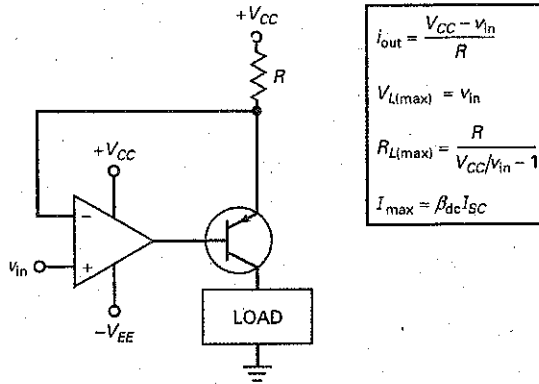 +V_CC
R
+V_CC
−
v_in
+
−V_EE
LOAD
i_out = (V_CC − v_in) / R
V_L(max) = v_in
R_L(max) = R / (V_CC/v_in − 1)
I_max = β_dc I_SC